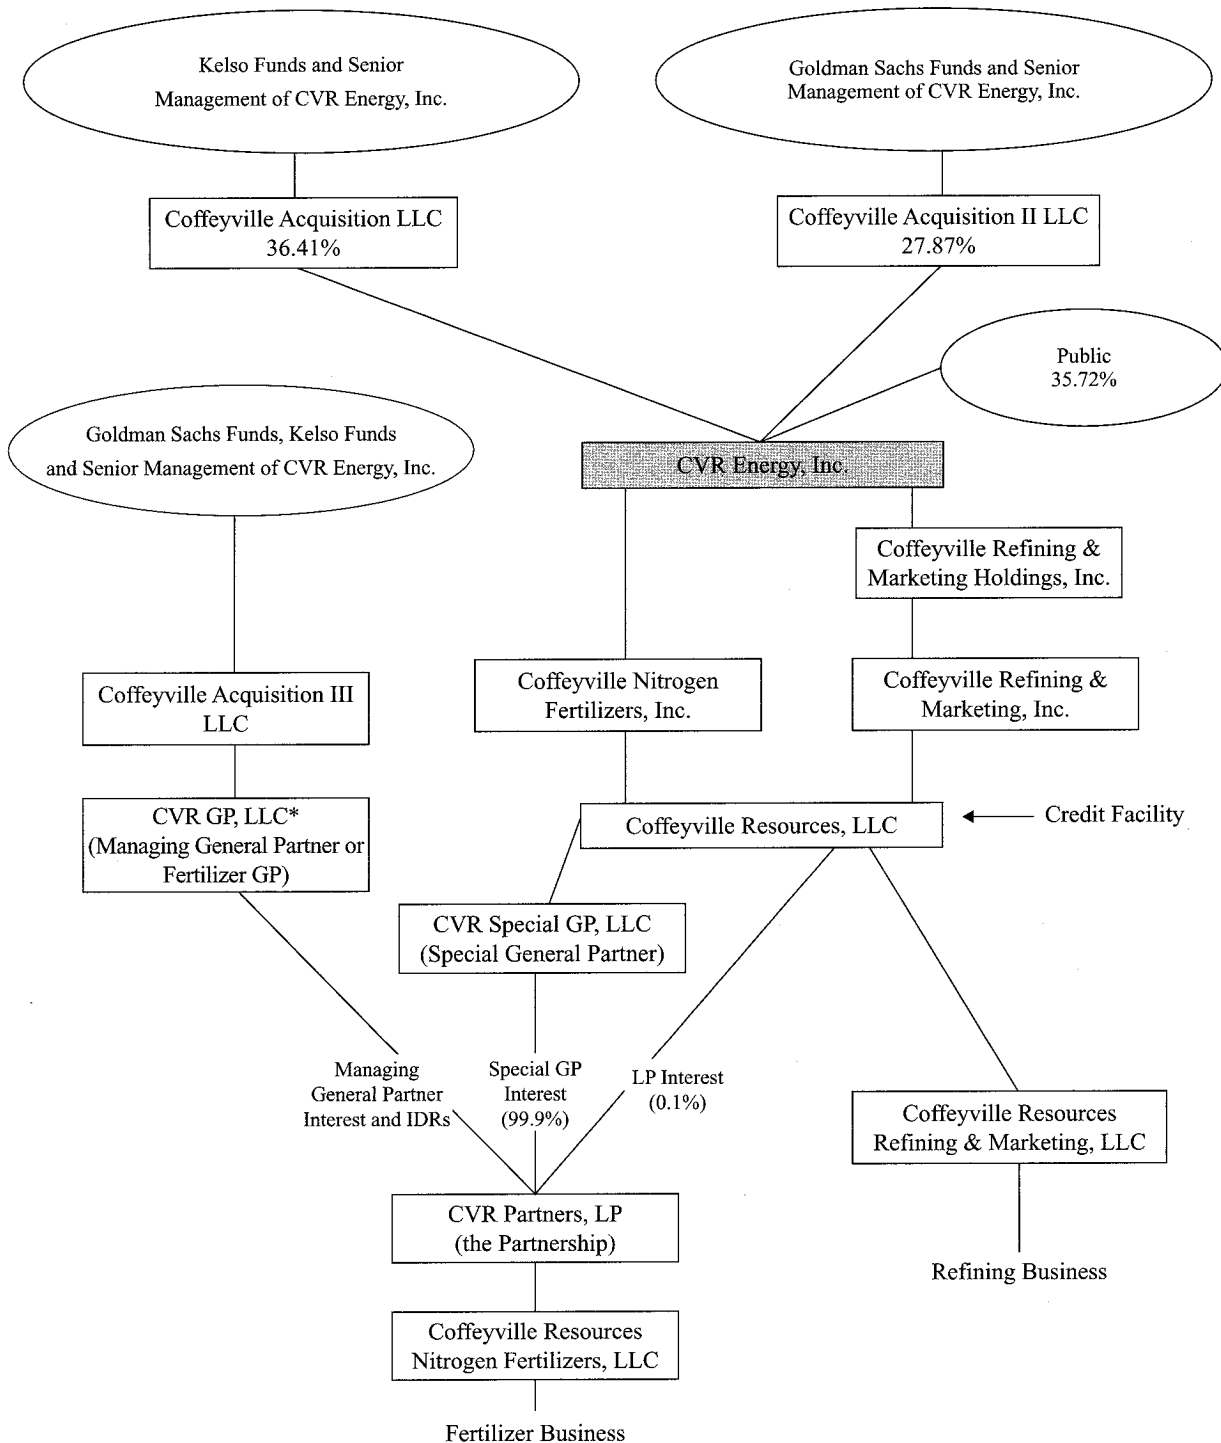 Kelso Funds and Senior
Management of CVR Energy, Inc.
Goldman Sachs Funds and Senior
Management of CVR Energy, Inc.
Coffeyville Acquisition LLC
36.41%
Coffeyville Acquisition II LLC
27.87%
Public
35.72%
Goldman Sachs Funds, Kelso Funds
and Senior Management of CVR Energy, Inc.
CVR Energy, Inc.
Coffeyville Refining &
Marketing Holdings, Inc.
Coffeyville Acquisition III
LLC
Coffeyville Nitrogen
Fertilizers, Inc.
Coffeyville Refining &
Marketing, Inc.
CVR GP, LLC*
(Managing General Partner or
Fertilizer GP)
Coffeyville Resources, LLC
Credit Facility
CVR Special GP, LLC
(Special General Partner)
Managing
General Partner
Interest and IDRs
Special GP
Interest
(99.9%)
LP Interest
(0.1%)
Coffeyville Resources
Refining & Marketing, LLC
CVR Partners, LP
(the Partnership)
Refining Business
Coffeyville Resources
Nitrogen Fertilizers, LLC
Fertilizer Business